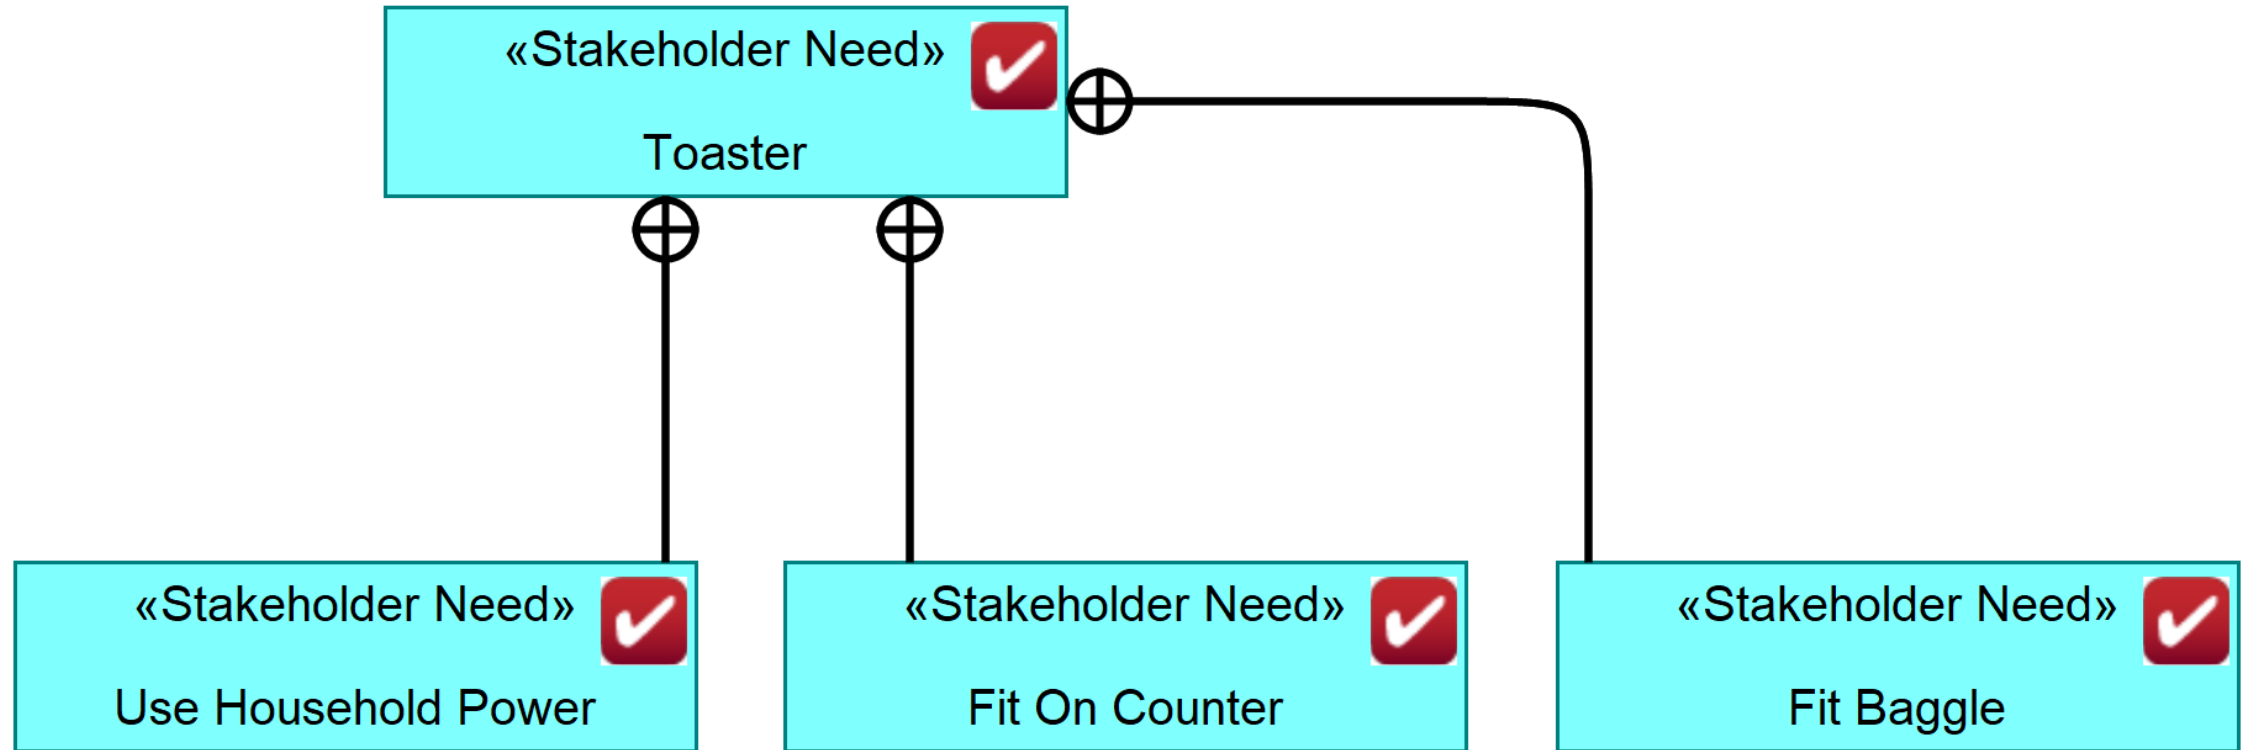 «Stakeholder Need»
Toaster
«Stakeholder Need»
Use Household Power
«Stakeholder Need»
Fit On Counter
«Stakeholder Need»
Fit Baggle